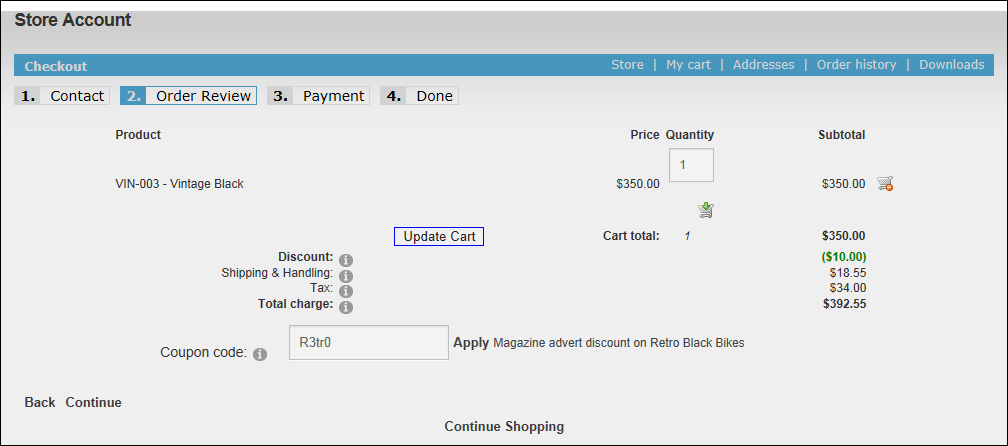 Store Account
Checkout Store | My cart | Addresses | Order history | Downloads
1. Contact 2. Order Review 3. Payment 4. Done
Product Price Quantity Subtotal
VIN-003 - Vintage Black $350.00 1 $350.00
Update Cart Cart total: 1 $350.00
Discount: ($10.00)
Shipping & Handling: $18.55
Tax: $34.00
Total charge: $392.55
Coupon code: R3tr0 Apply Magazine advert discount on Retro Black Bikes
Back Continue
Continue Shopping